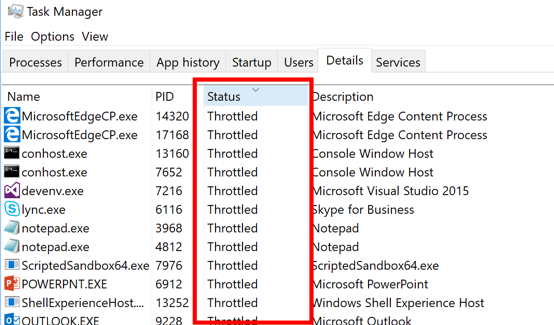 Task Manager
File Options View
Processes Performance App history Startup Users Details Services
Name PID Status Description
MicrosoftEdgeCP.exe 14320 Throttled Microsoft Edge Content Process
MicrosoftEdgeCP.exe 17168 Throttled Microsoft Edge Content Process
conhost.exe 13160 Throttled Console Window Host
conhost.exe 7652 Throttled Console Window Host
devenv.exe 7216 Throttled Microsoft Visual Studio 2015
lync.exe 6116 Throttled Skype for Business
notepad.exe 3968 Throttled Notepad
notepad.exe 4812 Throttled Notepad
ScriptedSandbox64.exe 7976 Throttled ScriptedSandbox64.exe
POWERPNT.EXE 6912 Throttled Microsoft PowerPoint
ShellExperienceHost.... 13252 Throttled Windows Shell Experience Host
OUTLOOK.EXE 9228 Throttled Microsoft Outlook